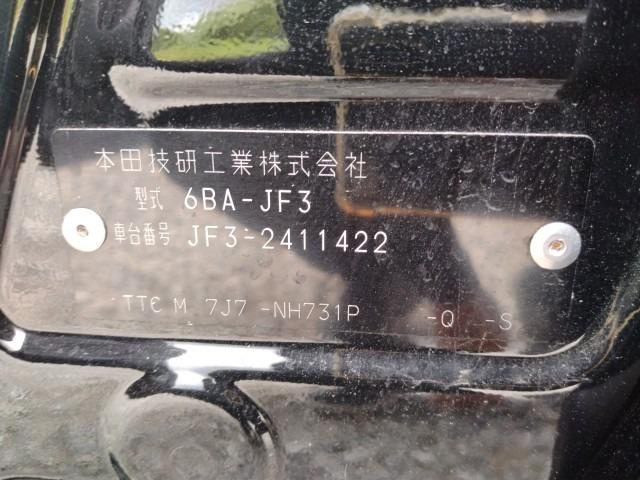 本田技研工業株式会社
型式 6BA-JF3
車台番号 JF3-2411422
TTC M 7J7 -NH731P -Q -S